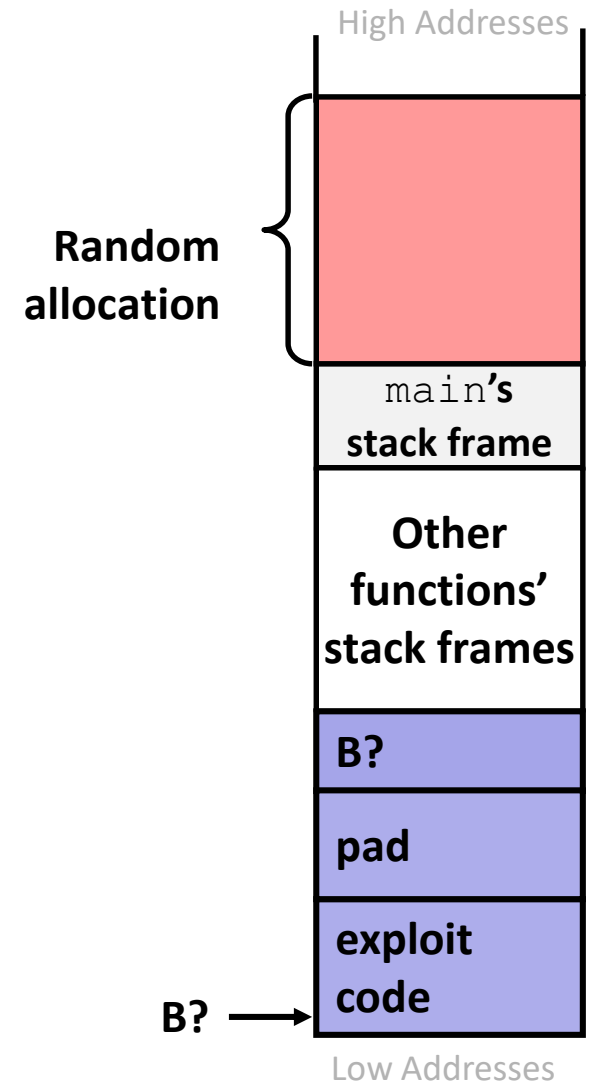 High Addresses
Random
allocation
main's
stack frame
Other
functions’
stack frames
B?
pad
exploit
code
B?
Low Addresses